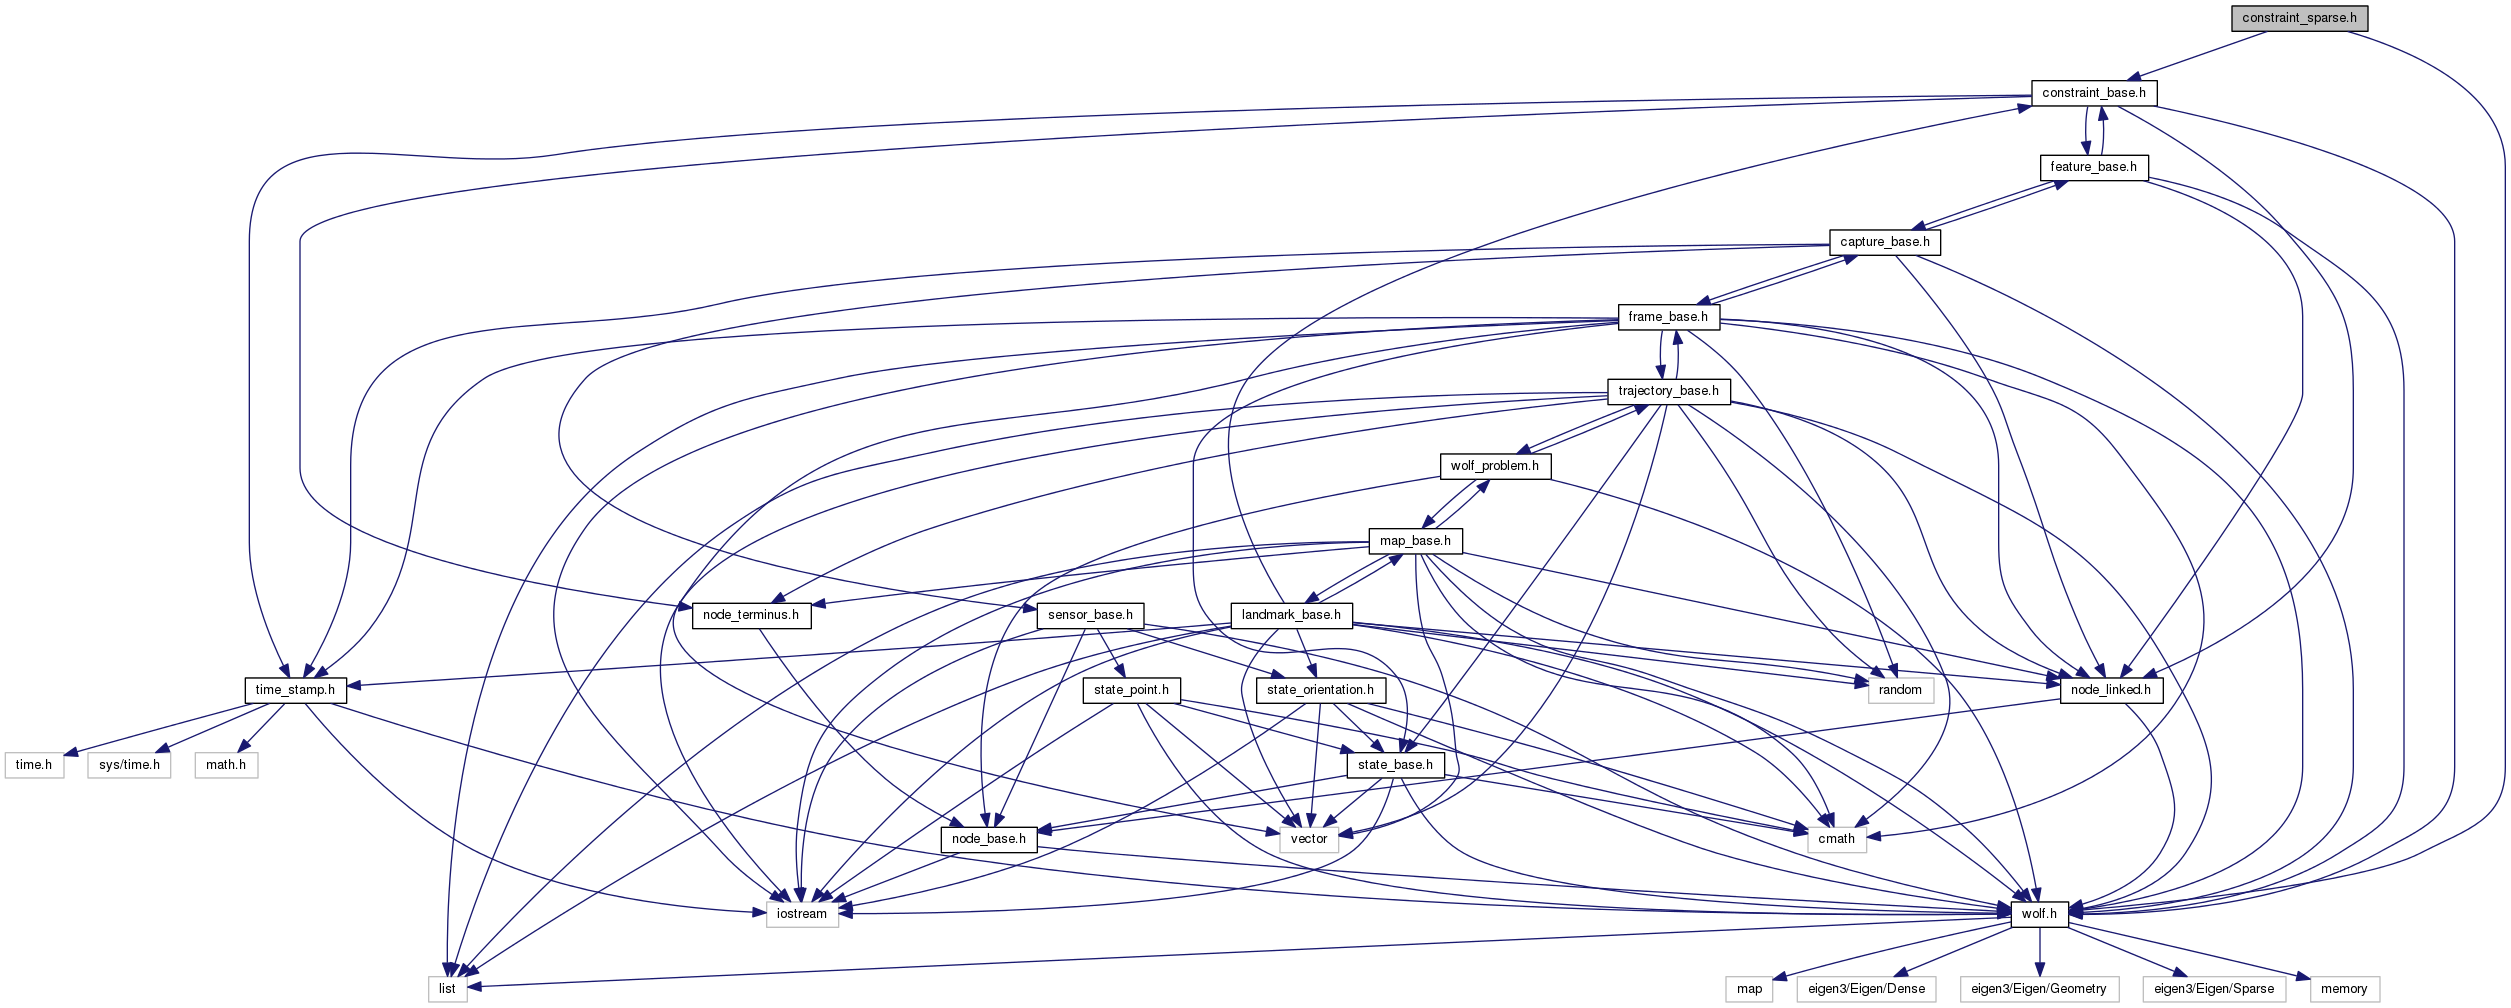 constraint_sparse.h
constraint_base.h
feature_base.h
capture_base.h
frame_base.h
trajectory_base.h
wolf_problem.h
map_base.h
node_terminus.h
sensor_base.h
landmark_base.h
time_stamp.h
state_point.h
state_orientation.h
random
node_linked.h
time.h
sys/time.h
math.h
state_base.h
node_base.h
vector
cmath
iostream
wolf.h
list
map
eigen3/Eigen/Dense
eigen3/Eigen/Geometry
eigen3/Eigen/Sparse
memory